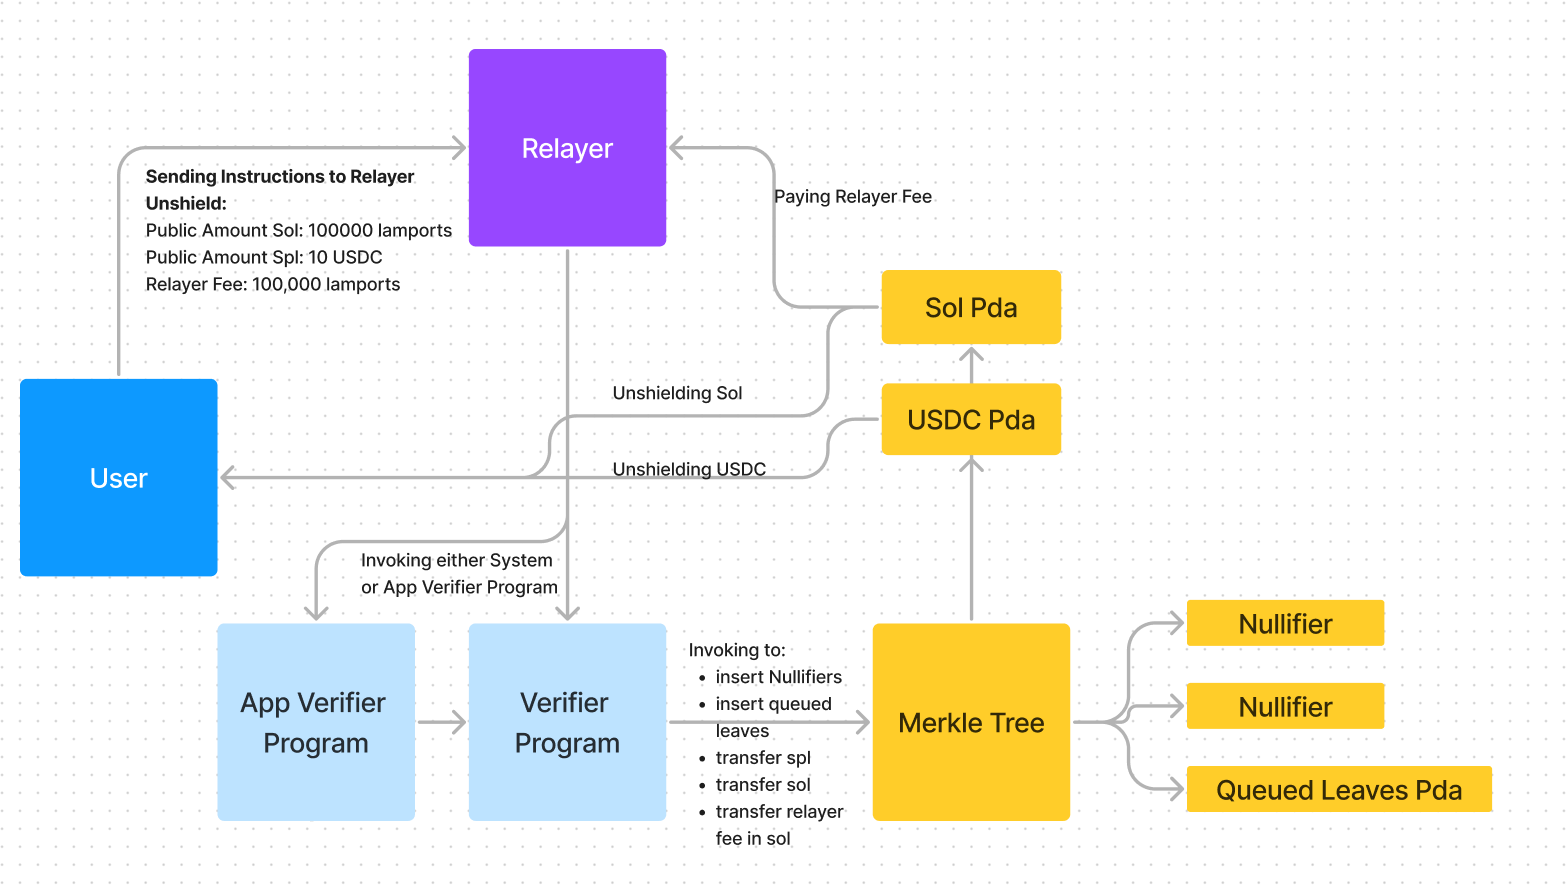 Relayer
Sending Instructions to Relayer
Unshield:
Public Amount Sol: 100000 lamports
Public Amount Spl: 10 USDC
Relayer Fee: 100,000 lamports
Paying Relayer Fee
Sol Pda
Unshielding Sol
USDC Pda
Unshielding USDC
User
Invoking either System
or App Verifier Program
App Verifier
Program
Verifier
Program
Invoking to:
• insert Nullifiers
• insert queued
leaves
• transfer spl
• transfer sol
• transfer relayer
fee in sol
Merkle Tree
Nullifier
Nullifier
Queued Leaves Pda